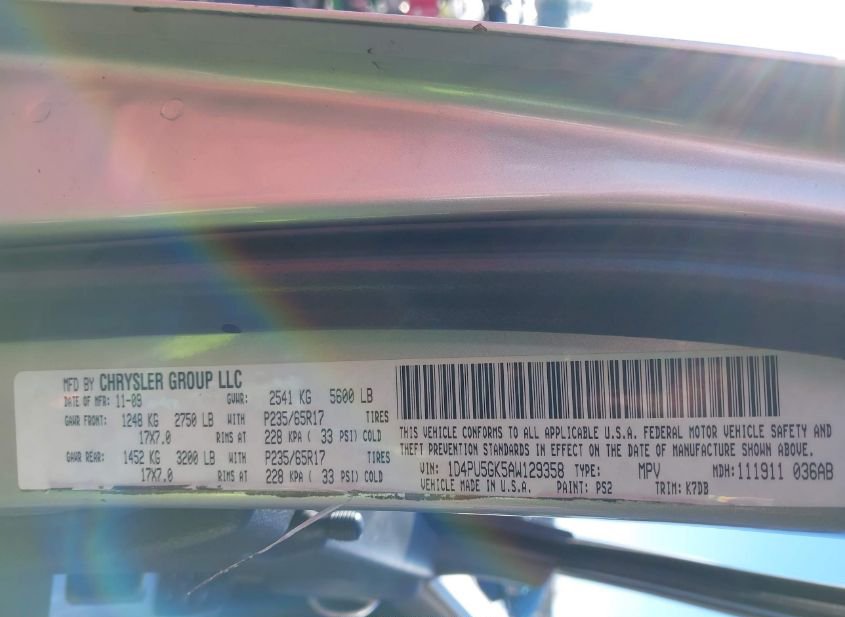 MFD BY CHRYSLER GROUP LLC
DATE OF MFR: 11-09 GVWR: 2541 KG 5600 LB
GAWR FRONT: 1248 KG 2750 LB WITH P235/65R17 TIRES
17X7.0 RIMS AT 228 KPA ( 33 PSI) COLD
GAWR REAR: 1452 KG 3200 LB WITH P235/65R17 TIRES
17X7.0 RIMS AT 228 KPA ( 33 PSI) COLD
THIS VEHICLE CONFORMS TO ALL APPLICABLE U.S.A. FEDERAL MOTOR VEHICLE SAFETY AND
THEFT PREVENTION STANDARDS IN EFFECT ON THE DATE OF MANUFACTURE SHOWN ABOVE.
VIN: 1D4PU5GK5AW129358 TYPE: MPV MDH: 111911 036AB
VEHICLE MADE IN U.S.A. PAINT: PS2 TRIM: K7DB